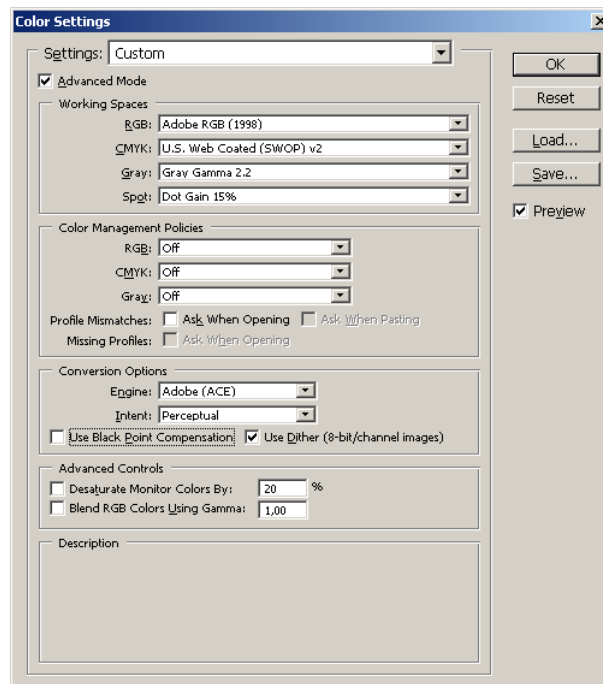 Color Settings
Settings: Custom
OK
Advanced Mode
Reset
Working Spaces
RGB: Adobe RGB (1998)
CMYK: U.S. Web Coated (SWOP) v2
Load...
Gray: Gray Gamma 2.2
Save...
Spot: Dot Gain 15%
Preview
Color Management Policies
RGB: Off
CMYK: Off
Gray: Off
Profile Mismatches: Ask When Opening Ask When Pasting
Missing Profiles: Ask When Opening
Conversion Options
Engine: Adobe (ACE)
Intent: Perceptual
Use Black Point Compensation Use Dither (8-bit/channel images)
Advanced Controls
Desaturate Monitor Colors By: 20 %
Blend RGB Colors Using Gamma: 1,00
Description